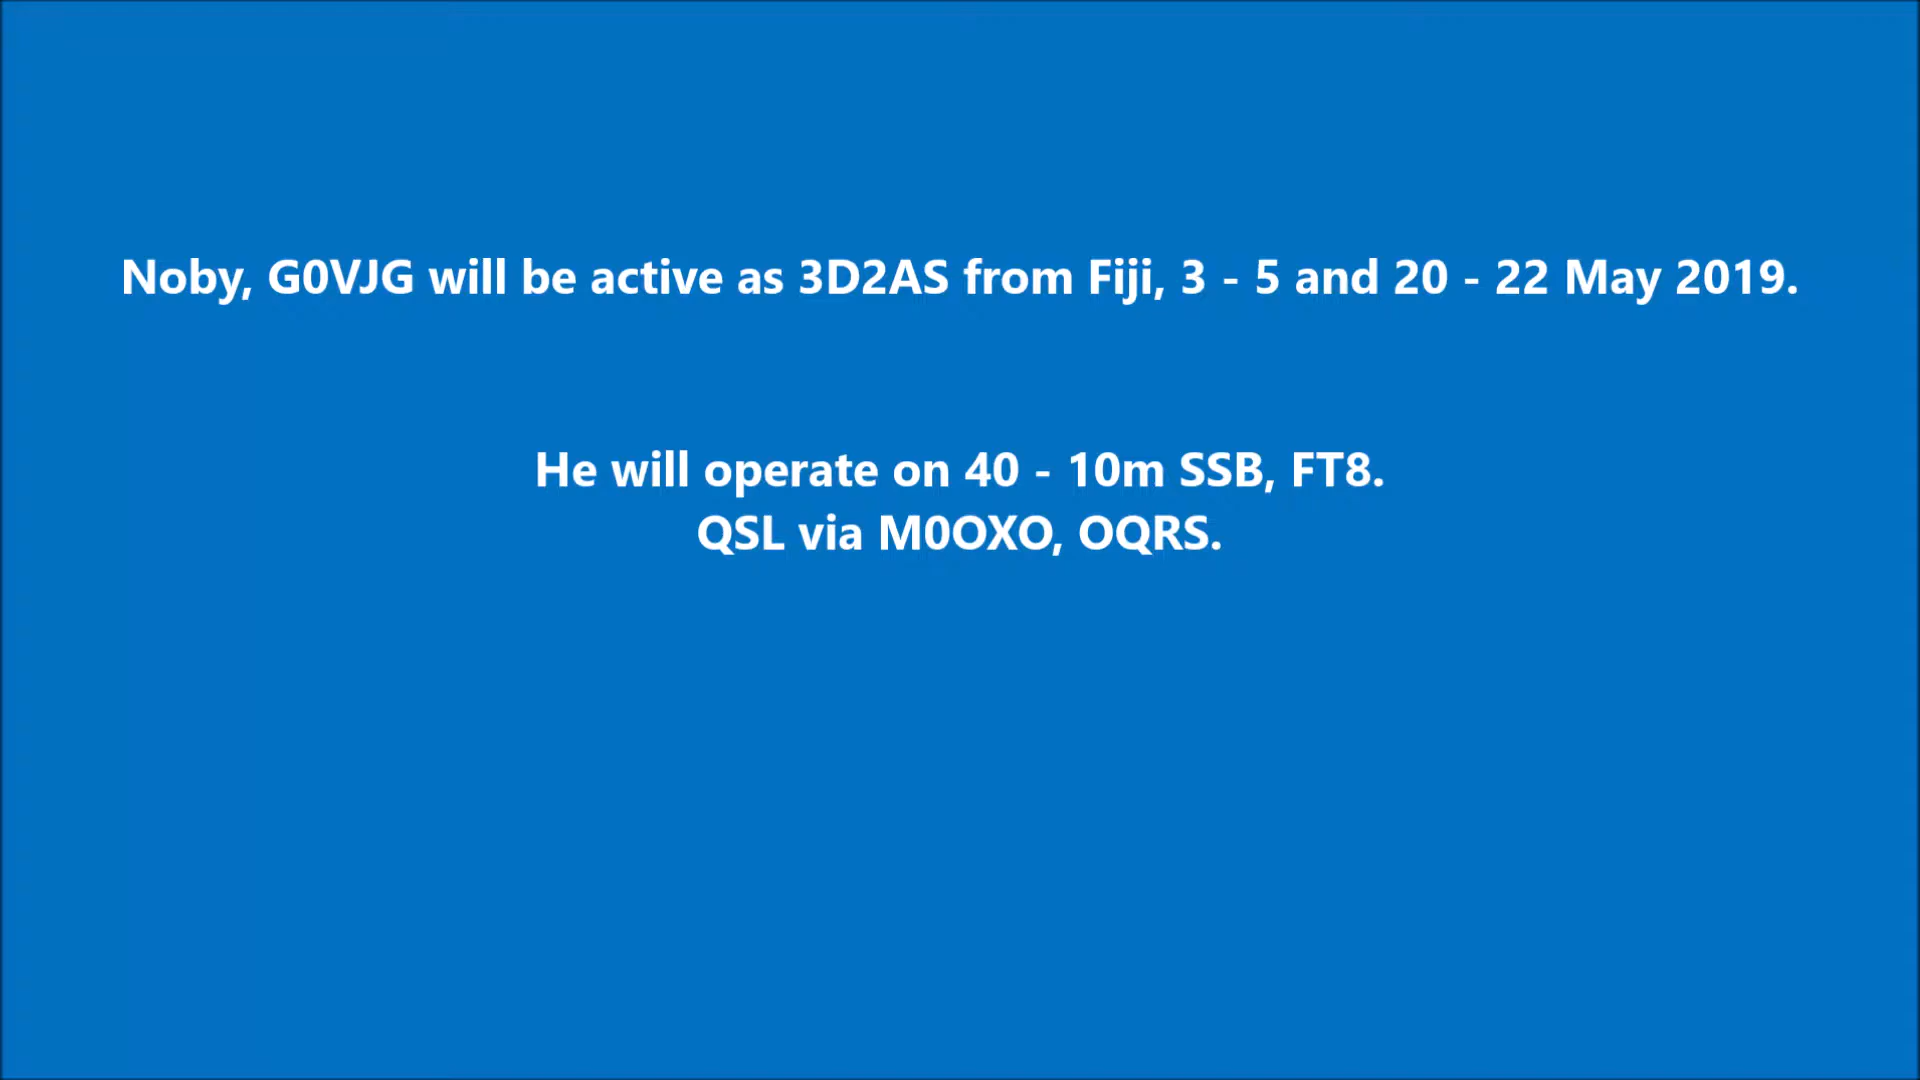 Noby, G0VJG will be active as 3D2AS from Fiji, 3 - 5 and 20 - 22 May 2019.
He will operate on 40 - 10m SSB, FT8.
QSL via M0OXO, OQRS.